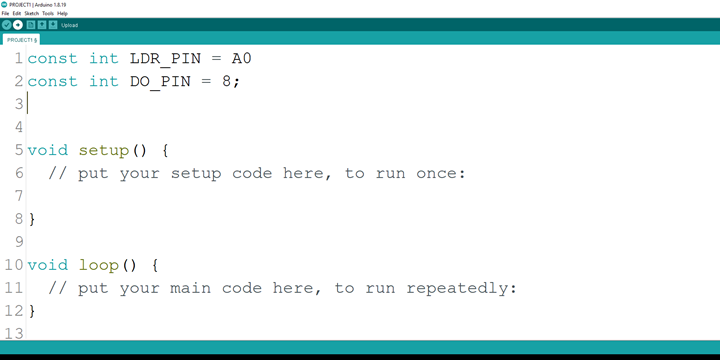 PROJECT1 | Arduino 1.8.19
File Edit Sketch Tools Help
Upload
PROJECT1 §
1 const int LDR_PIN = A0
2 const int DO_PIN = 8;
3
4
5 void setup() {
6 // put your setup code here, to run once:
7
8 }
9
10 void loop() {
11 // put your main code here, to run repeatedly:
12 }
13